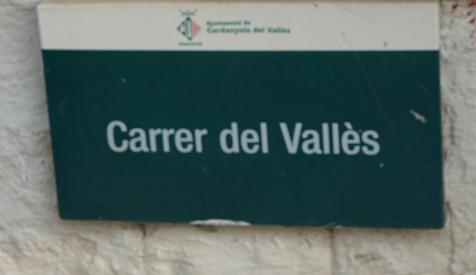 Ajuntament de
Cerdanyola del Vallès
Carrer del Vallès